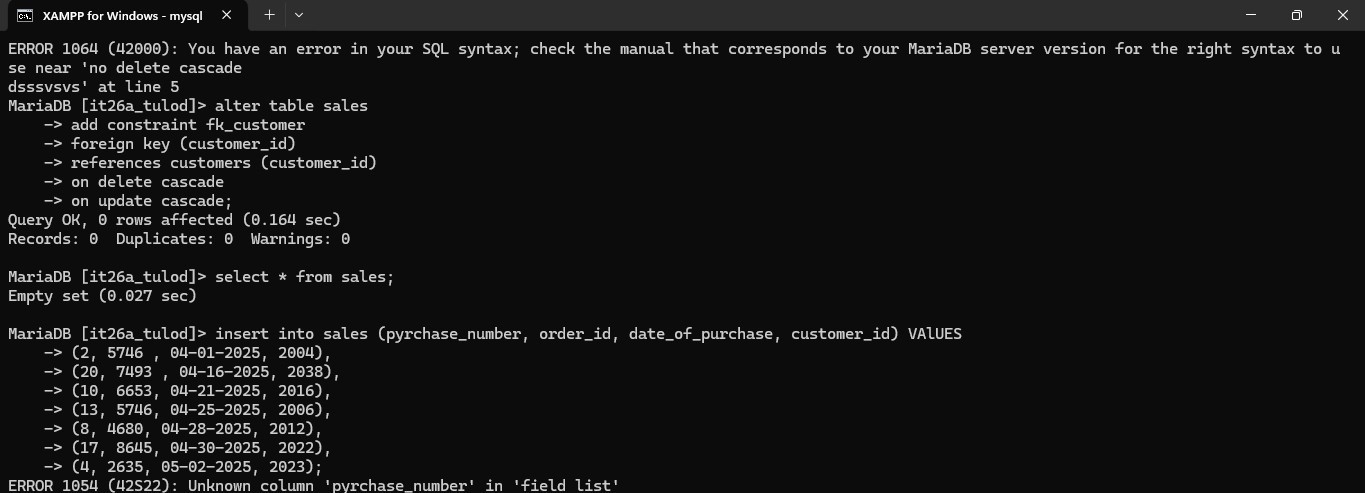 XAMPP for Windows - mysql
ERROR 1064 (42000): You have an error in your SQL syntax; check the manual that corresponds to your MariaDB server version for the right syntax to u
se near 'no delete cascade
dsssvsvs' at line 5
MariaDB [it26a_tulod]> alter table sales
    -> add constraint fk_customer
    -> foreign key (customer_id)
    -> references customers (customer_id)
    -> on delete cascade
    -> on update cascade;
Query OK, 0 rows affected (0.164 sec)
Records: 0  Duplicates: 0  Warnings: 0
MariaDB [it26a_tulod]> select * from sales;
Empty set (0.027 sec)
MariaDB [it26a_tulod]> insert into sales (pyrchase_number, order_id, date_of_purchase, customer_id) VAlUES
    -> (2, 5746 , 04-01-2025, 2004),
    -> (20, 7493 , 04-16-2025, 2038),
    -> (10, 6653, 04-21-2025, 2016),
    -> (13, 5746, 04-25-2025, 2006),
    -> (8, 4680, 04-28-2025, 2012),
    -> (17, 8645, 04-30-2025, 2022),
    -> (4, 2635, 05-02-2025, 2023);
ERROR 1054 (42S22): Unknown column 'pyrchase_number' in 'field list'